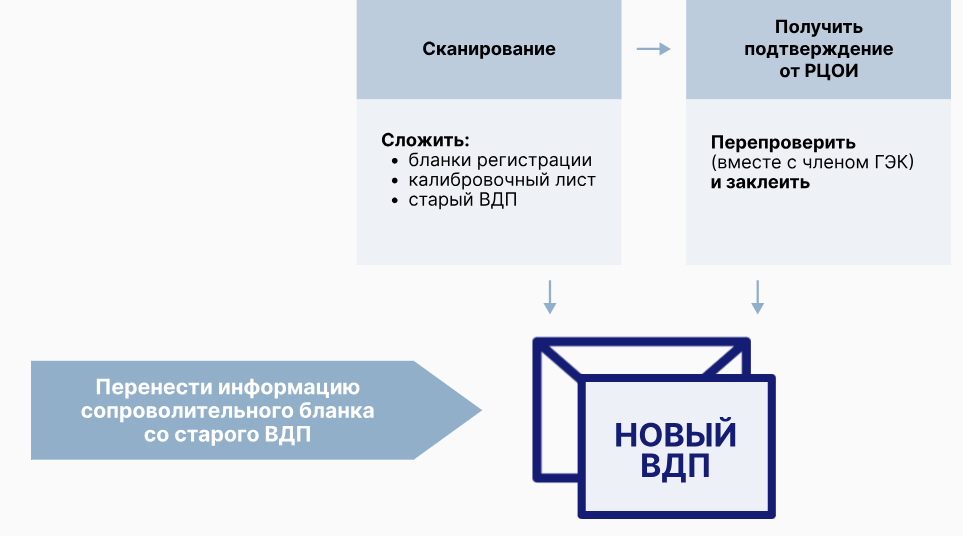 Сканирование
Получить
подтверждение
от РЦОИ
Сложить:
• бланки регистрации
• калибровочный лист
• старый ВДП
Перепроверить
(вместе с членом ГЭК)
и заклеить
Перенести информацию
сопроволительного бланка
со старого ВДП
НОВЫЙ
ВДП